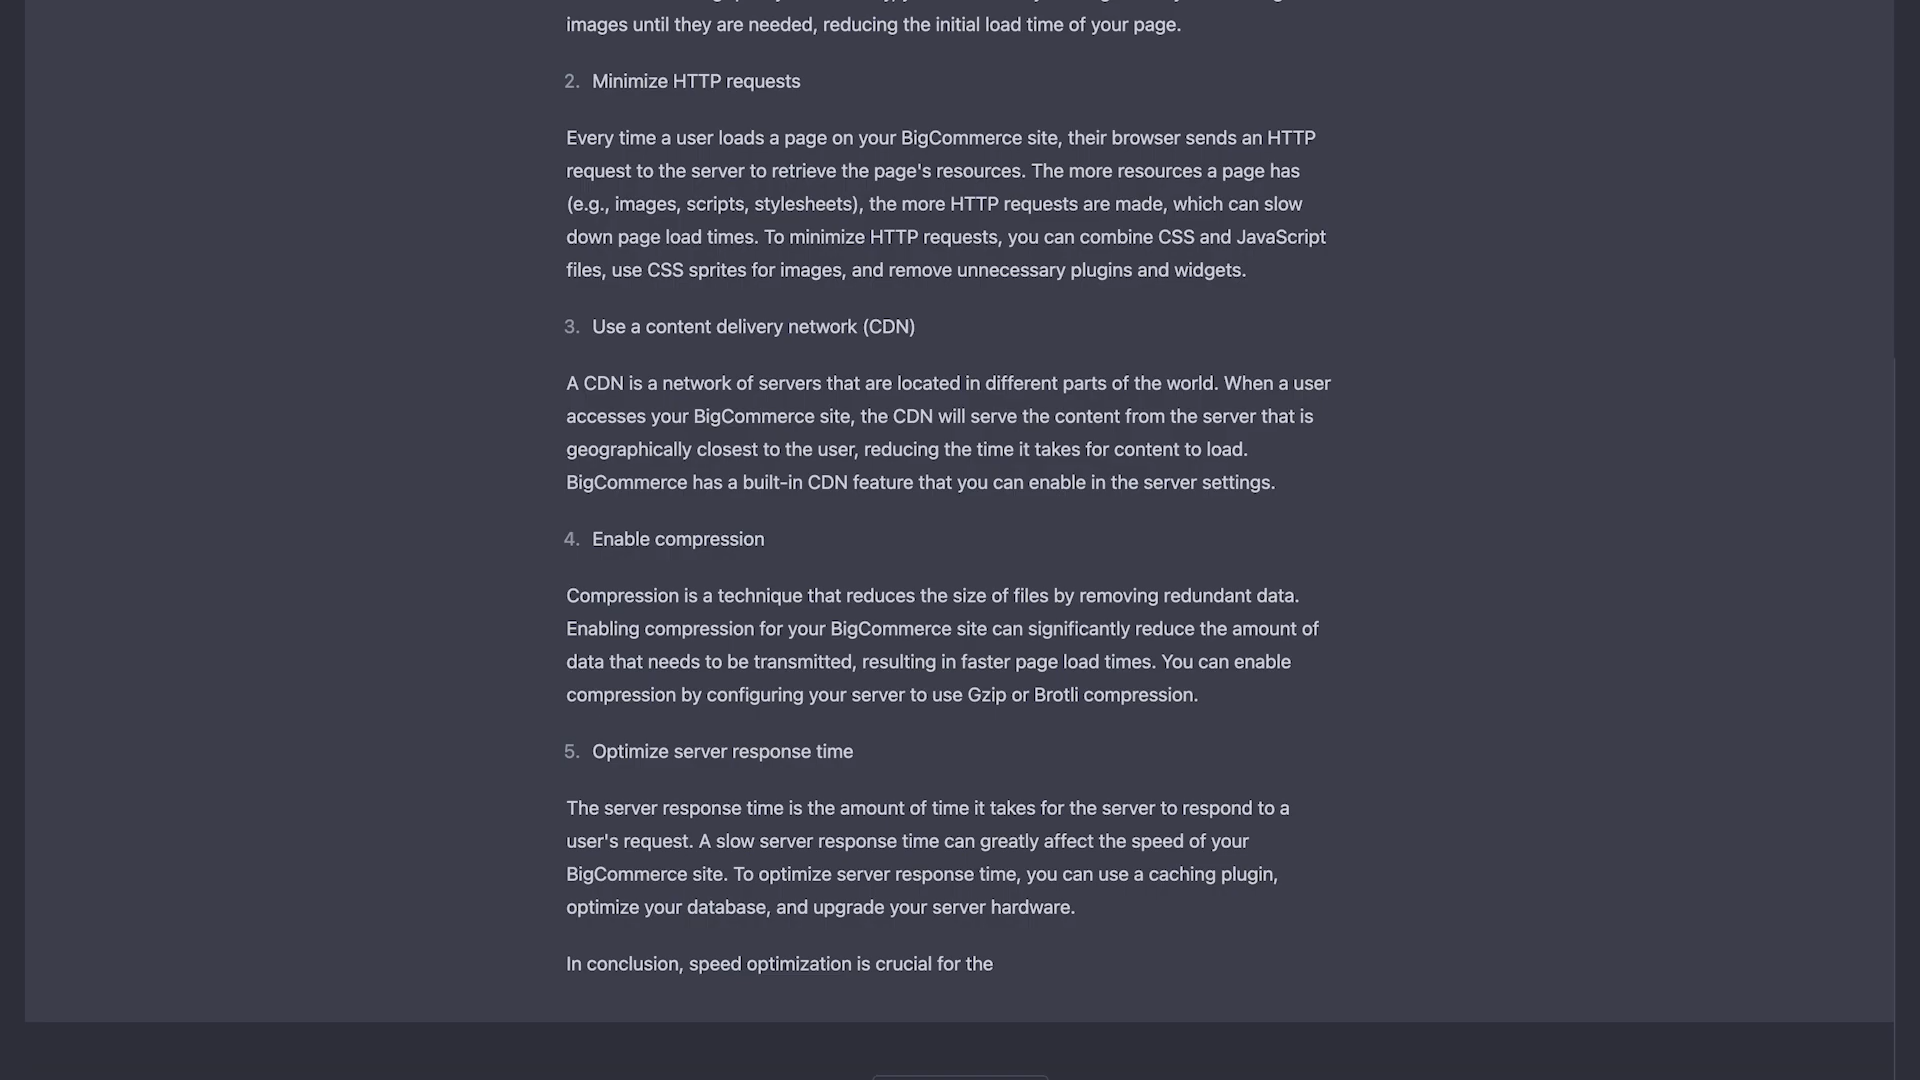 images until they are needed, reducing the initial load time of your page.
2. Minimize HTTP requests
Every time a user loads a page on your BigCommerce site, their browser sends an HTTP
request to the server to retrieve the page's resources. The more resources a page has
(e.g., images, scripts, stylesheets), the more HTTP requests are made, which can slow
down page load times. To minimize HTTP requests, you can combine CSS and JavaScript
files, use CSS sprites for images, and remove unnecessary plugins and widgets.
3. Use a content delivery network (CDN)
A CDN is a network of servers that are located in different parts of the world. When a user
accesses your BigCommerce site, the CDN will serve the content from the server that is
geographically closest to the user, reducing the time it takes for content to load.
BigCommerce has a built-in CDN feature that you can enable in the server settings.
4. Enable compression
Compression is a technique that reduces the size of files by removing redundant data.
Enabling compression for your BigCommerce site can significantly reduce the amount of
data that needs to be transmitted, resulting in faster page load times. You can enable
compression by configuring your server to use Gzip or Brotli compression.
5. Optimize server response time
The server response time is the amount of time it takes for the server to respond to a
user's request. A slow server response time can greatly affect the speed of your
BigCommerce site. To optimize server response time, you can use a caching plugin,
optimize your database, and upgrade your server hardware.
In conclusion, speed optimization is crucial for the